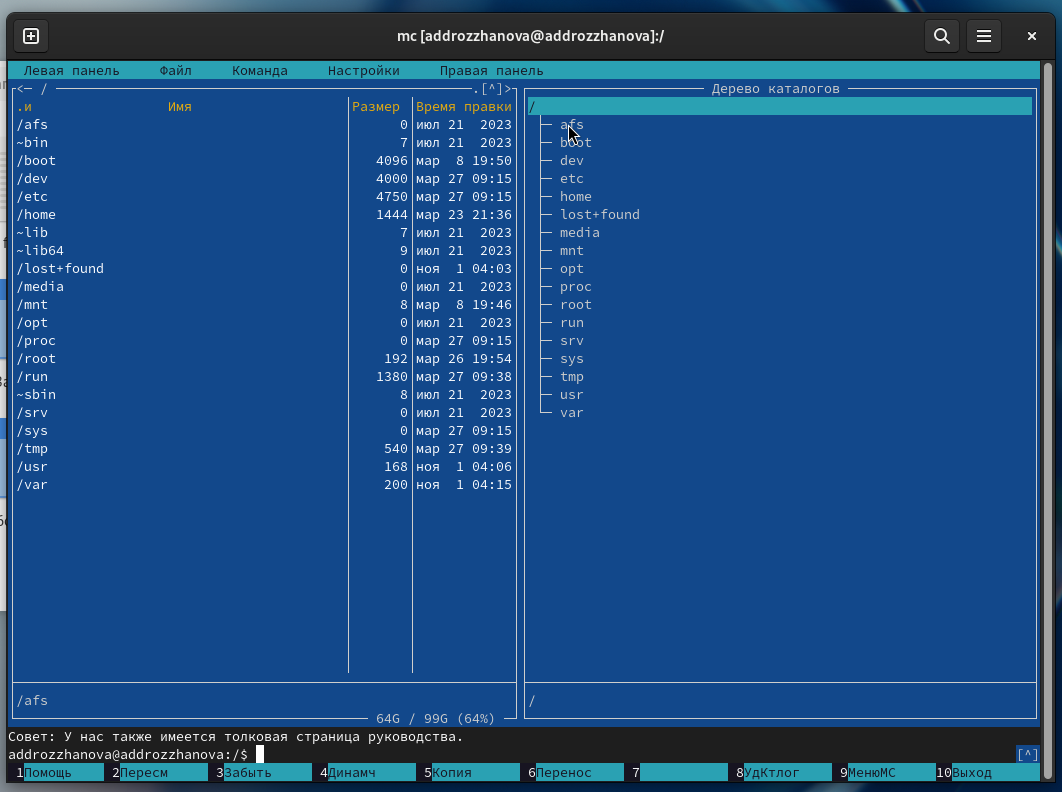 mc [addrozzhanova@addrozzhanova]:/
Левая панель Файл Команда Настройки Правая панель
<─ / .[^]>
.и Имя Размер Время правки
/afs 0 июл 21 2023
~bin 7 июл 21 2023
/boot 4096 мар 8 19:50
/dev 4000 мар 27 09:15
/etc 4750 мар 27 09:15
/home 1444 мар 23 21:36
~lib 7 июл 21 2023
~lib64 9 июл 21 2023
/lost+found 0 ноя 1 04:03
/media 0 июл 21 2023
/mnt 8 мар 8 19:46
/opt 0 июл 21 2023
/proc 0 мар 27 09:15
/root 192 мар 26 19:54
/run 1380 мар 27 09:38
~sbin 8 июл 21 2023
/srv 0 июл 21 2023
/sys 0 мар 27 09:15
/tmp 540 мар 27 09:39
/usr 168 ноя 1 04:06
/var 200 ноя 1 04:15
/afs
64G / 99G (64%)
Дерево каталогов
/
afs
boot
dev
etc
home
lost+found
media
mnt
opt
proc
root
run
srv
sys
tmp
usr
var
/
Совет: У нас также имеется толковая страница руководства.
addrozzhanova@addrozzhanova:/$ [^]
1Помощь 2Пересм 3Забыть 4Динамч 5Копия 6Перенос 7 8УдКтлог 9МенюМС 10Выход